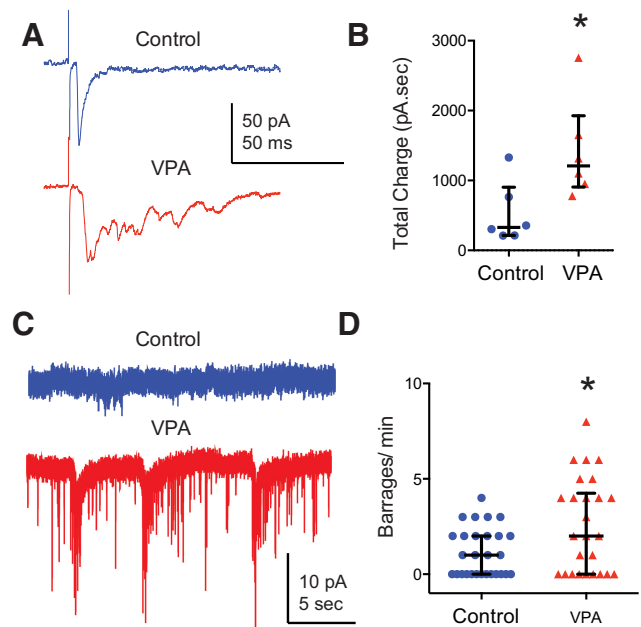 A
Control
50 pA
50 ms
VPA
B
*
Total Charge (pA.sec)
3000
2000
1000
0
Control
VPA
C
Control
VPA
10 pA
5 sec
D
*
Barrages/ min
10
5
0
Control
VPA